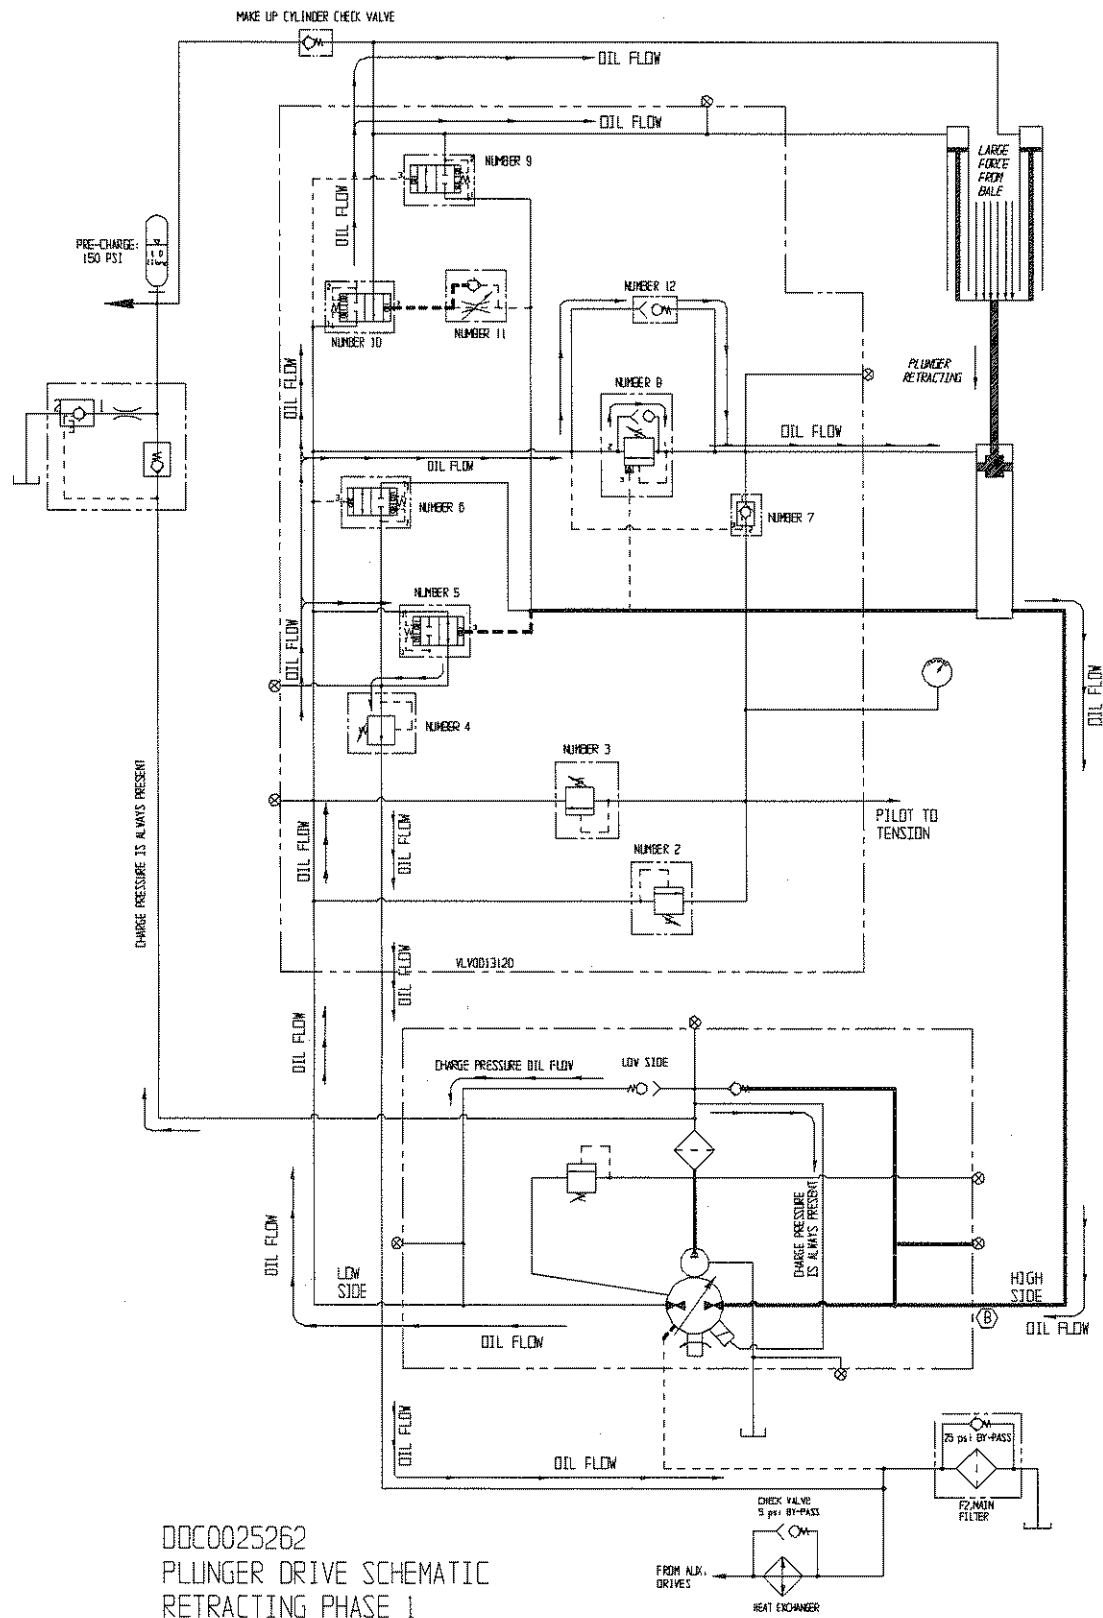 MAKE UP CYLINDER CHECK VALVE
OIL FLOW
OIL FLOW
NUMBER 9
LARGE
FORCE
FROM
BALE
OIL FLOW
PRE-CHARGE:
150 PSI
NUMBER 12
NUMBER 10
NUMBER 11
PLUNGER
RETRACTING
OIL FLOW
NUMBER 8
OIL FLOW
OIL FLOW
NUMBER 6
NUMBER 7
NUMBER 5
OIL FLOW
OIL FLOW
NUMBER 4
NUMBER 3
CHARGE PRESSURE IS ALWAYS PRESENT
PILOT TO
TENSION
OIL FLOW
OIL FLOW
NUMBER 2
OIL FLOW
VLV0013120
OIL FLOW
CHARGE PRESSURE OIL FLOW
LOW SIDE
CHARGE PRESSURE
IS ALWAYS PRESENT
OIL FLOW
LOW
SIDE
HIGH
SIDE
B
OIL FLOW
OIL FLOW
OIL FLOW
OIL FLOW
25 psi BY-PASS
F2,MAIN
FILTER
CHECK VALVE
5 psi BY-PASS
FROM AUX.
DRIVES
HEAT EXCHANGER
DOC0025262
PLUNGER DRIVE SCHEMATIC
RETRACTING PHASE 1